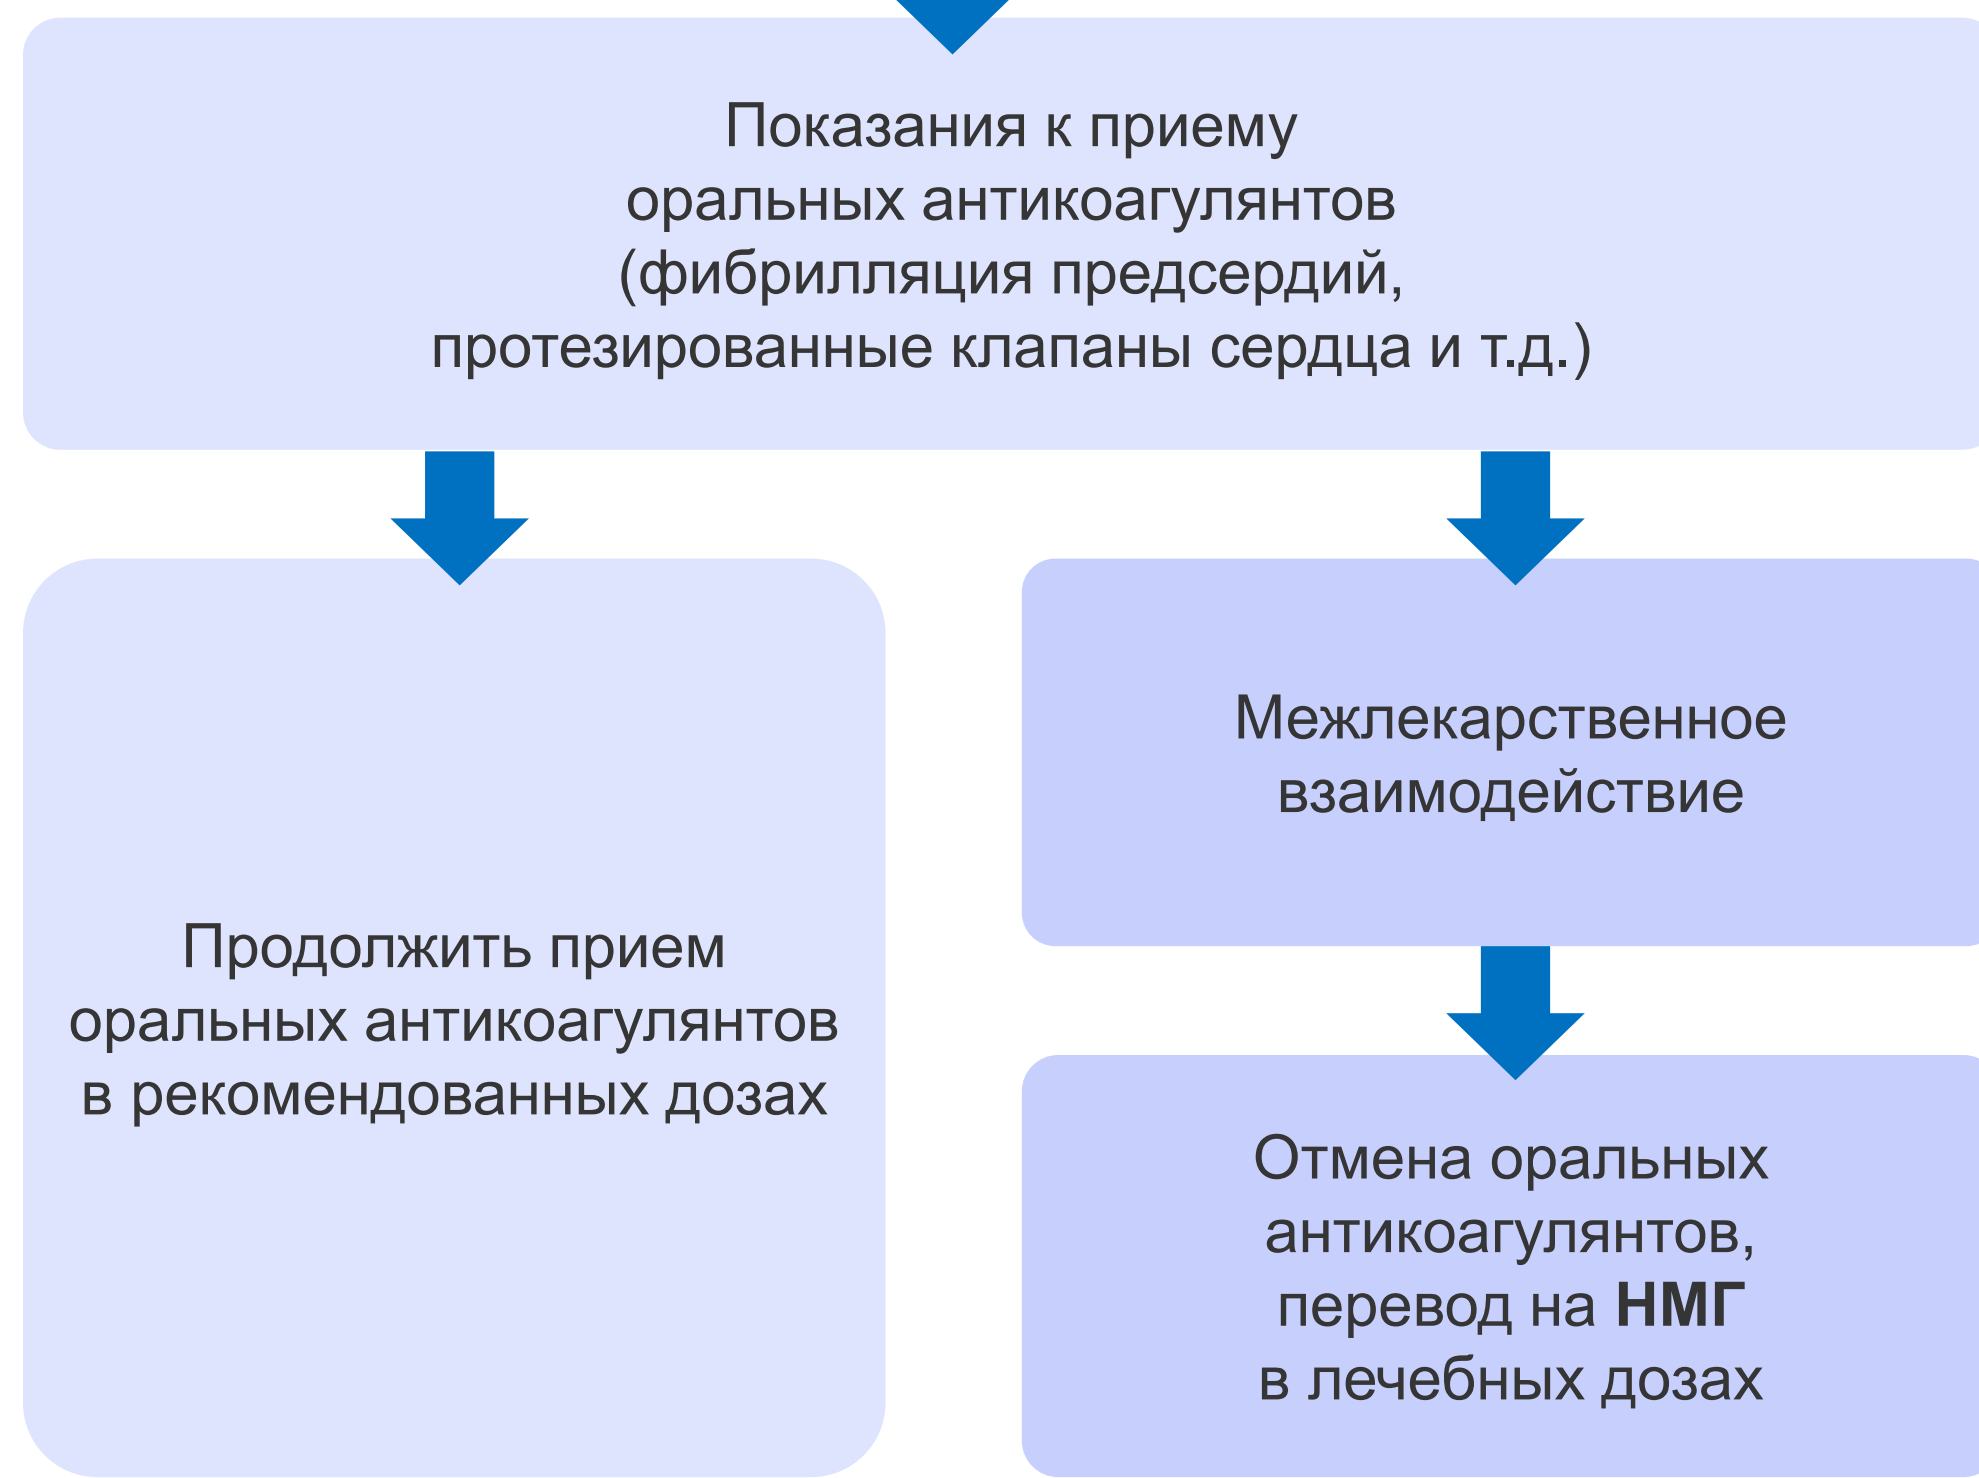 Показания к приему
оральных антикоагулянтов
(фибрилляция предсердий,
протезированные клапаны сердца и т.д.)
Продолжить прием
оральных антикоагулянтов
в рекомендованных дозах
Межлекарственное
взаимодействие
Отмена оральных
антикоагулянтов,
перевод на НМГ
в лечебных дозах